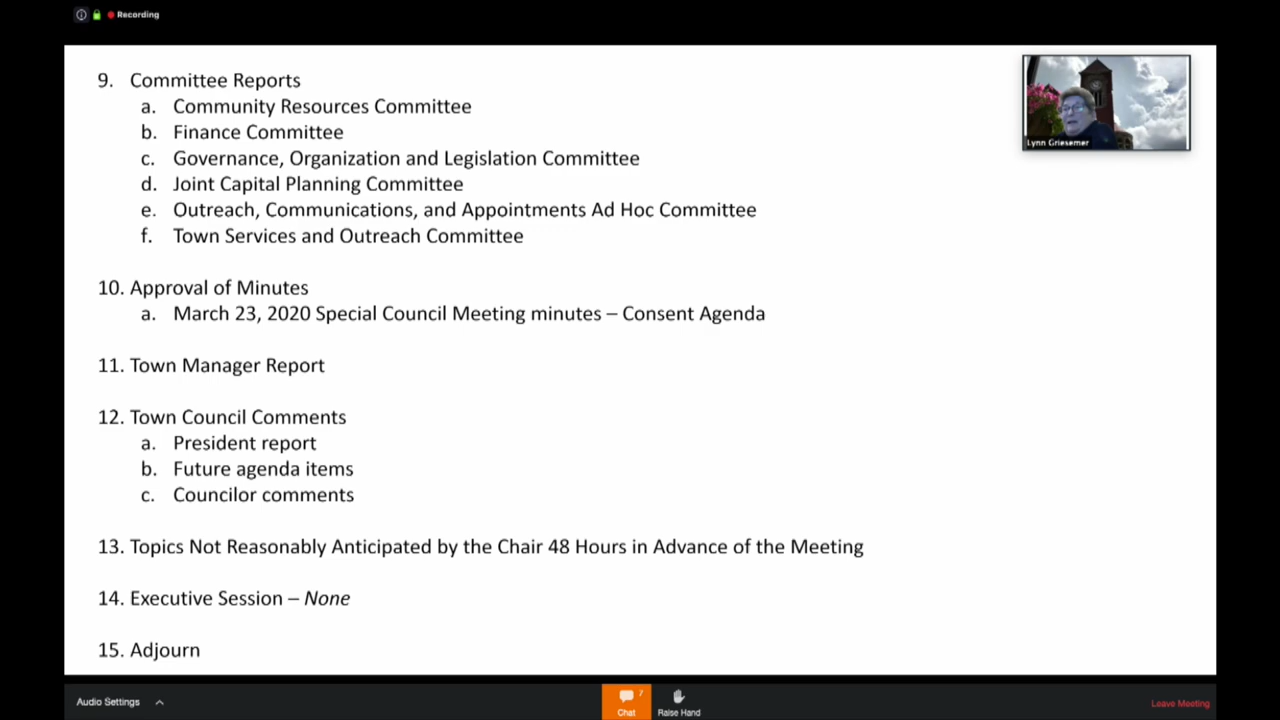 Recording
9. Committee Reports
a. Community Resources Committee
b. Finance Committee
c. Governance, Organization and Legislation Committee
d. Joint Capital Planning Committee
e. Outreach, Communications, and Appointments Ad Hoc Committee
f. Town Services and Outreach Committee
Lynn Griesemer
10. Approval of Minutes
a. March 23, 2020 Special Council Meeting minutes – Consent Agenda
11. Town Manager Report
12. Town Council Comments
a. President report
b. Future agenda items
c. Councilor comments
13. Topics Not Reasonably Anticipated by the Chair 48 Hours in Advance of the Meeting
14. Executive Session – None
15. Adjourn
Audio Settings
7
Chat
Raise Hand
Leave Meeting